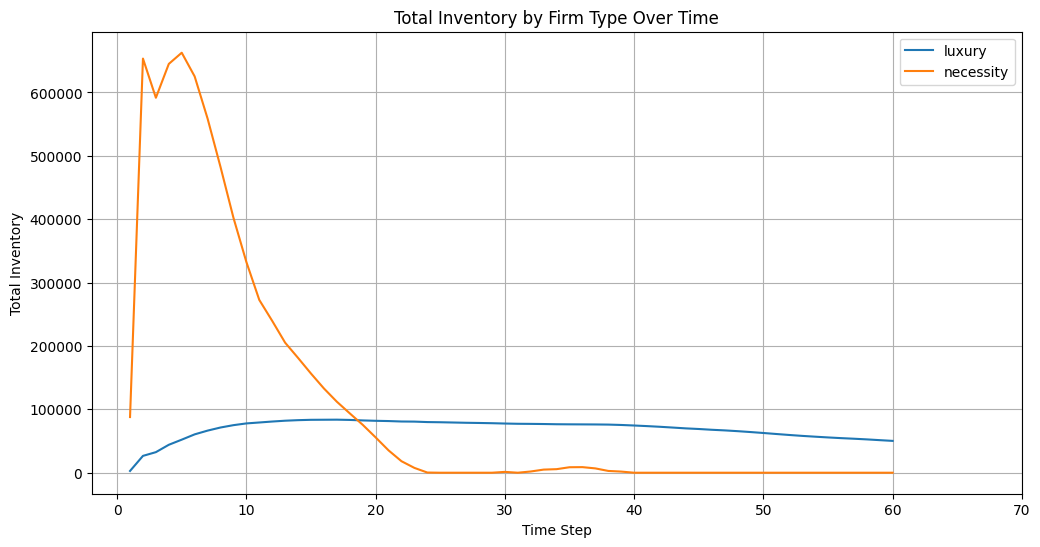 Total Inventory by Firm Type Over Time
luxury
necessity
Total Inventory
600000
500000
400000
300000
200000
100000
0
0 10 20 30 40 50 60 70
Time Step